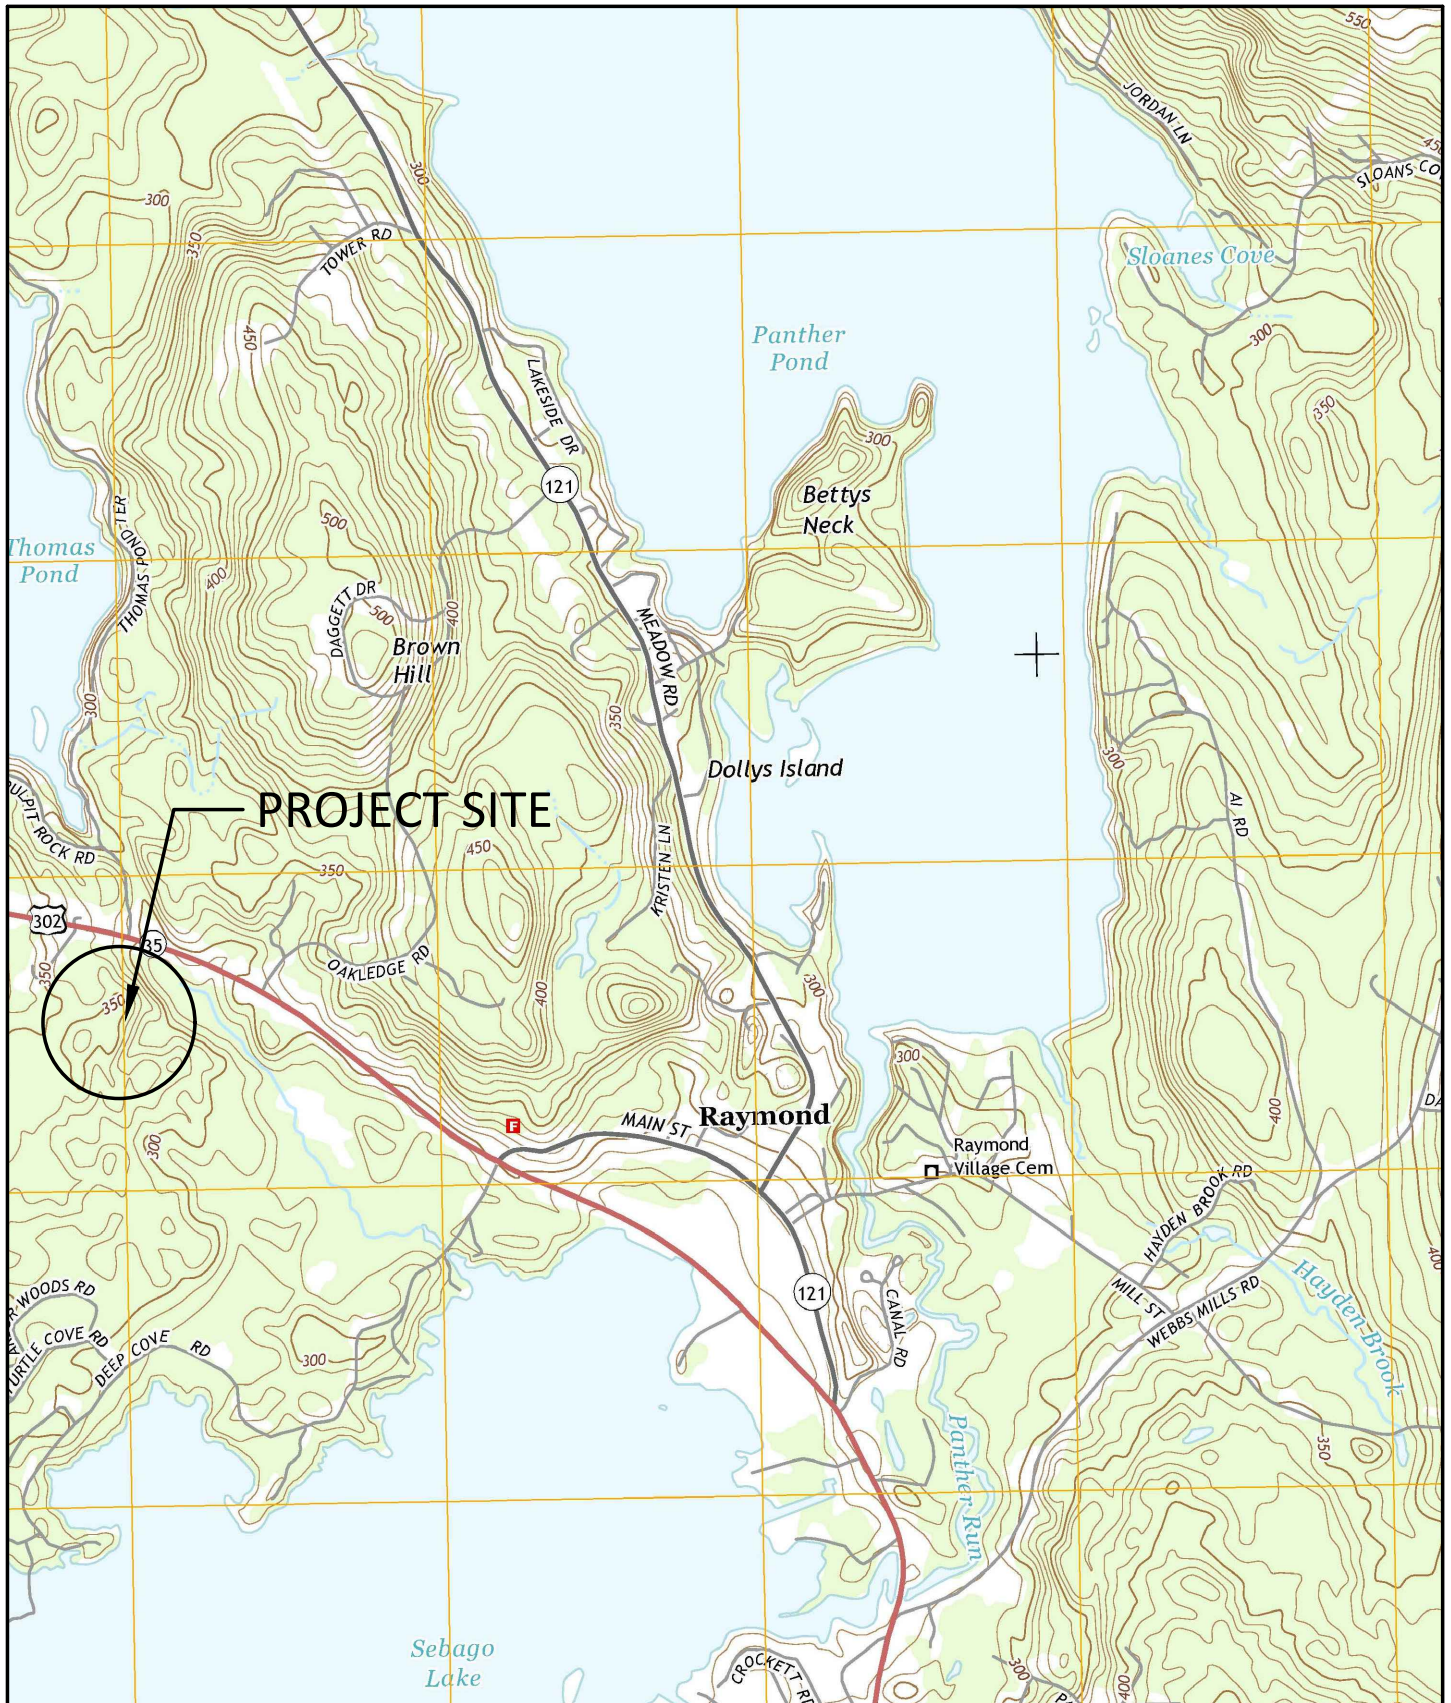 550
JORDAN LN
450
SLOANS CO
300
300
350
TOWER RD
Sloanes Cove
450
Panther
Pond
300
LAKESIDE DR
350
300
121
Bettys
Neck
500
THOMAS POND TER
Thomas
Pond
400
DAGGETT DR
500
400
Brown
Hill
MEADOW RD
300
350
300
Dollys Island
PULPIT ROCK RD
PROJECT SITE
AI RD
450
KRISTEN LN
350
302
35
OAKLEDGE RD
350
350
400
300
300
400
F
MAIN ST
Raymond
Raymond
Village Cem
300
HAYDEN BROOK RD
DA
400
Hayden Brook
MILL ST
WEBBS MILLS RD
121
CANAL RD
R WOODS RD
TURTLE COVE RD
DEEP COVE RD
300
350
Panther Run
Sebago
Lake
CROCKETT RD
300
400